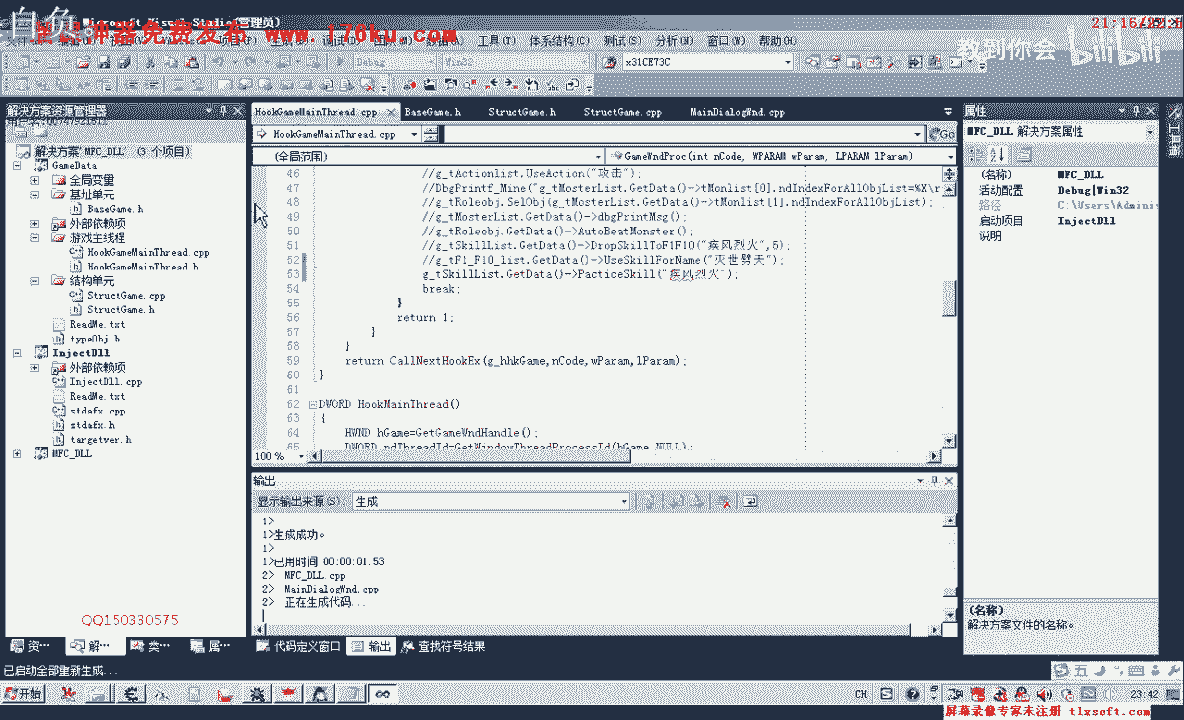 Microsoft Visual Studio(管理员)
神器免费发布 www.176ku.com
工具(T) 体系结构(C) 测试(S) 分析(N) 窗口(W) 帮助(H)
Debug Win32 x31CE73C
教到你会 bilibili
解决方案资源管理器
解决方案"MFC_DLL" (3 个项目)
GameData
全局变量
基址单元
BaseGame.h
外部依赖项
游戏主线程
HookGameMainThread.cpp
HookGameMainThread.h
结构单元
StructGame.cpp
StructGame.h
ReadMe.txt
typeObj.h
InjectDll
外部依赖项
InjectDll.cpp
ReadMe.txt
stdafx.cpp
stdafx.h
targetver.h
MFC_DLL
QQ150330575
资… 解… 类… 属…
HookGameMainThread.cpp BaseGame.h StructGame.h StructGame.cpp MainDialogWnd.cpp
HookGameMainThread.cpp Go
(全局范围) GameWndProc(int nCode, WPARAM wParam, LPARAM lParam)
46 //g_tActionlist.UseAction("攻击");
47 //DbgPrintf_Mine("g_tMosterList.GetData()->tMonlist[0].ndIndexForAllObjList=%X\r
48 //g_tRoleobj.SelObj(g_tMosterList.GetData()->tMonlist[1].ndIndexForAllObjList);
49 //g_tMosterList.GetData()->dbgPrintMsg();
50 //g_tRoleobj.GetData()->AutoBeatMonster();
51 //g_tSkillList.GetData()->DropSkillToF1F10("疾风烈火",5);
52 //g_tF1_F10_list.GetData()->UseSkillForName("灭世劈天");
53 g_tSkillList.GetData()->PacticeSkill("疾风烈火");
54 break;
55 }
56 return 1;
57 }
58 }
59 return CallNextHookEx(g_hhkGame,nCode,wParam,lParam);
60 }
61
62 DWORD HookMainThread()
63 {
64 HWND hGame=GetGameWndHandle();
65 DWORD ndThreadId=GetWindowThreadProcessId(hGame,NULL);
100 %
输出
显示输出来源(S): 生成
1>
1>生成成功。
1>
1>已用时间 00:00:01.53
2> MFC_DLL.cpp
2> MainDialogWnd.cpp
2> 正在生成代码...
代码定义窗口 输出 查找符号结果
属性
MFC_DLL 解决方案属性
(名称) MFC_DLL
活动配置 Debug|Win32
路径 C:\Users\Adminis
启动项目 InjectDll
说明
(名称)
解决方案文件的名称。
已启动全部重新生成...
开始 CH 23:42
屏幕录像专家未注册 tlxsoft.com